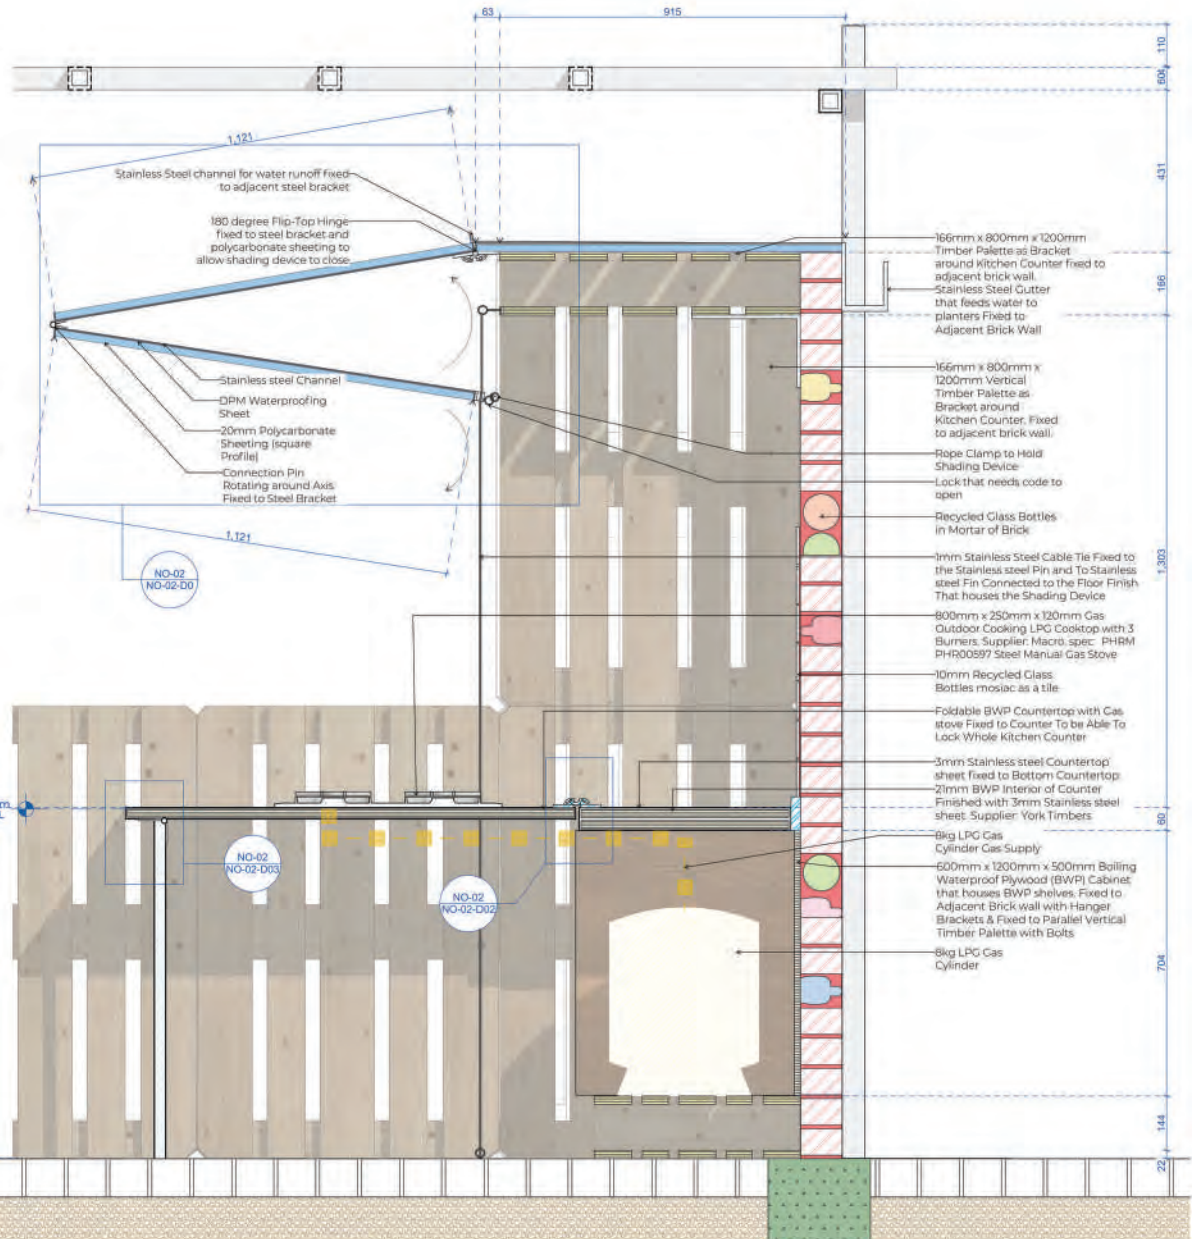 63
915
110
60
431
166
1,303
60
704
144
22
1,121
Stainless Steel channel for water runoff fixed
to adjacent steel bracket
180 degree Flip-Top Hinge
fixed to steel bracket and
polycarbonate sheeting to
allow shading device to close
Stainless steel Channel
DPM Waterproofing
Sheet
20mm Polycarbonate
Sheeting (square
Profile)
Connection Pin
Rotating around Axis
Fixed to Steel Bracket
1,121
NO-02
NO-02-D0
NO-02
NO-02-D03
NO-02
NO-02-D02
166mm x 800mm x 1200mm
Timber Palette as Bracket
around Kitchen Counter fixed to
adjacent brick wall.
Stainless Steel Gutter
that feeds water to
planters Fixed to
Adjacent Brick Wall
166mm x 800mm x
1200mm Vertical
Timber Palette as
Bracket around
Kitchen Counter. Fixed
to adjacent brick wall.
Rope Clamp to Hold
Shading Device
Lock that needs code to
open
Recycled Glass Bottles
in Mortar of Brick
1mm Stainless Steel Cable Tie Fixed to
the Stainless steel Pin and To Stainless
steel Fin Connected to the Floor Finish
That houses the Shading Device
800mm x 250mm x 120mm Gas
Outdoor Cooking LPG Cooktop with 3
Burners. Supplier: Macro. spec: PHRM
PHR00597 Steel Manual Gas Stove
10mm Recycled Glass
Bottles mosiac as a tile
Foldable BWP Countertop with Gas
stove Fixed to Counter To be Able To
Lock Whole Kitchen Counter
3mm Stainless steel Countertop
sheet fixed to Bottom Countertop
21mm BWP Interior of Counter
Finished with 3mm Stainless steel
sheet. Supplier: York Timbers
8kg LPG Gas
Cylinder Gas Supply
600mm x 1200mm x 500mm Boiling
Waterproof Plywood (BWP) Cabinet
that houses BWP shelves. Fixed to
Adjacent Brick wall with Hanger
Brackets & Fixed to Parallel Vertical
Timber Palette with Bolts
8kg LPG Gas
Cylinder